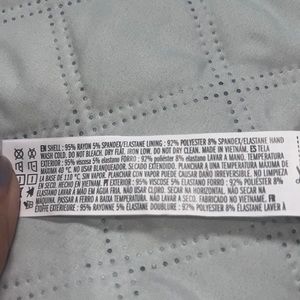 EN SHELL : 95% RAYON 5% SPANDEX/ELASTANE LINING : 92% POLYESTER 8% SPANDEX/ELASTANE HAND
WASH COLD. DO NOT BLEACH. DRY FLAT. IRON LOW. DO NOT DRY CLEAN. MADE IN VIETNAM. ES TELA
EXTERIOR : 95% viscosa 5% elastano FORRO : 92% poliéster 8% elastano LAVAR A MANO. TEMPERATURA
MAXIMA 40 °C. NO USAR BLANQUEADOR. SECADO EXTENDIDO. PLANCHAR A UNA TEMPERATURA MAXIMA DE
LA BASE DE 110 °C. SIN VAPOR. PLANCHAR CON VAPOR PUEDE CAUSAR DAÑO IRREVERSIBLE. NO LIMPIAR
EN SECO. HECHO EN VIETNAM PT EXTERIOR : 95% VISCOSE 5% ELASTANO FORRO : 92% POLIÉSTER 8%
ELASTANO LAVAR A MÃO EM ÁGUA FRIA. NÃO USAR CLORO. SECAR NA HORIZONTAL. NÃO SECAR NA
MÁQUINA. PASSAR A FERRO A TEMPERATURA MÍNIMA. NÃO LAVAR A SECO. FABRICADO NO VIETNAME. FR
ÉTOFFE EXTÉRIEURE : 95% RAYONNE 5% ÉLASTANE DOUBLURE : 92% POLYESTER 8% ÉLASTANE LAVER À